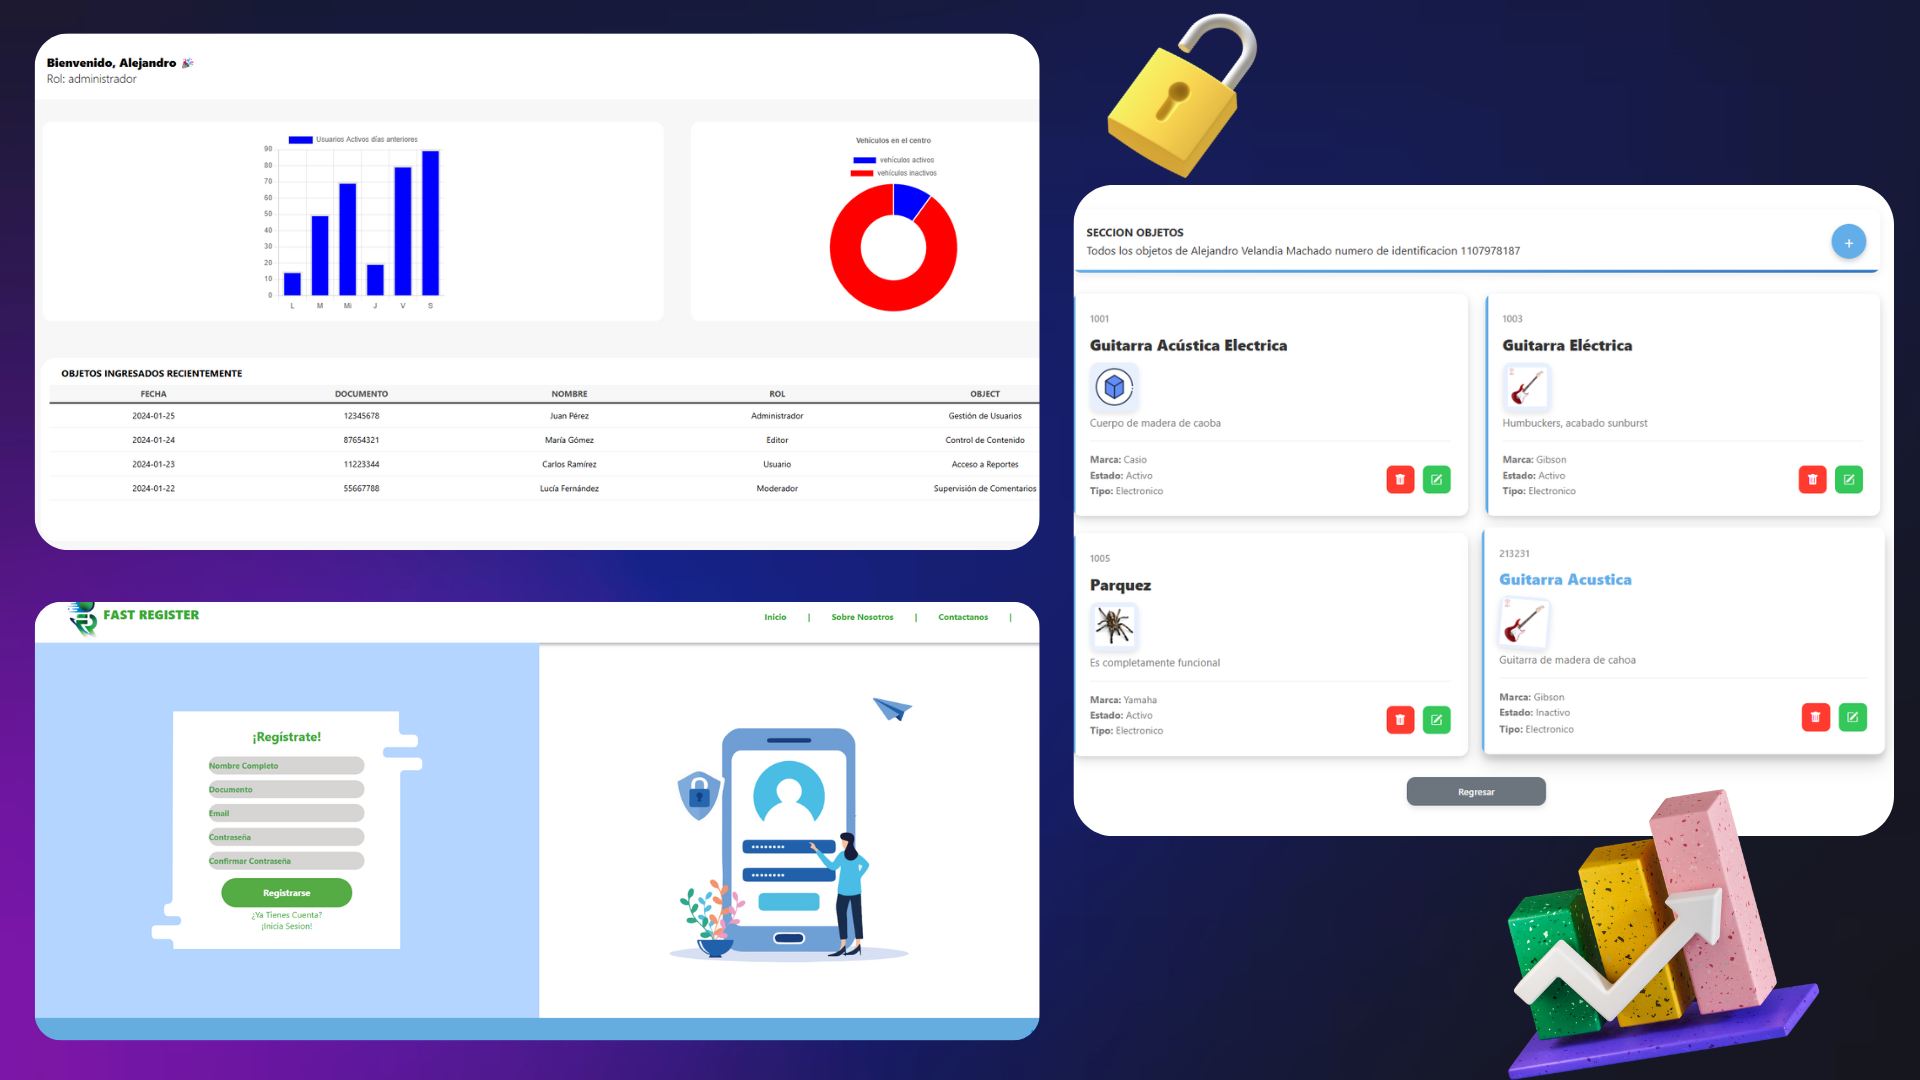 Bienvenido, Alejandro
Rol: administrador
Usuarios Activos días anteriores
90
80
70
60
50
40
30
20
10
0
L M Mi J V S
Vehículos en el centro
vehículos activos
vehículos inactivos
OBJETOS INGRESADOS RECIENTEMENTE
FECHA DOCUMENTO NOMBRE ROL OBJECT
2024-01-25 12345678 Juan Pérez Administrador Gestión de Usuarios
2024-01-24 87654321 María Gómez Editor Control de Contenido
2024-01-23 11223344 Carlos Ramírez Usuario Acceso a Reportes
2024-01-22 55667788 Lucía Fernández Moderador Supervisión de Comentarios
FAST REGISTER
Inicio | Sobre Nosotros | Contactanos |
¡Regístrate!
Nombre Completo
Documento
Email
Contraseña
Confirmar Contraseña
Registrarse
¿Ya Tienes Cuenta?
¡Inicia Sesion!
SECCION OBJETOS
Todos los objetos de Alejandro Velandia Machado numero de identificacion 1107978187
+
1001
Guitarra Acústica Electrica
Cuerpo de madera de caoba
Marca: Casio
Estado: Activo
Tipo: Electronico
1003
Guitarra Eléctrica
Humbuckers, acabado sunburst
Marca: Gibson
Estado: Activo
Tipo: Electronico
1005
Parquez
Es completamente funcional
Marca: Yamaha
Estado: Activo
Tipo: Electronico
213231
Guitarra Acustica
Guitarra de madera de cahoa
Marca: Gibson
Estado: Inactivo
Tipo: Electronico
Regresar